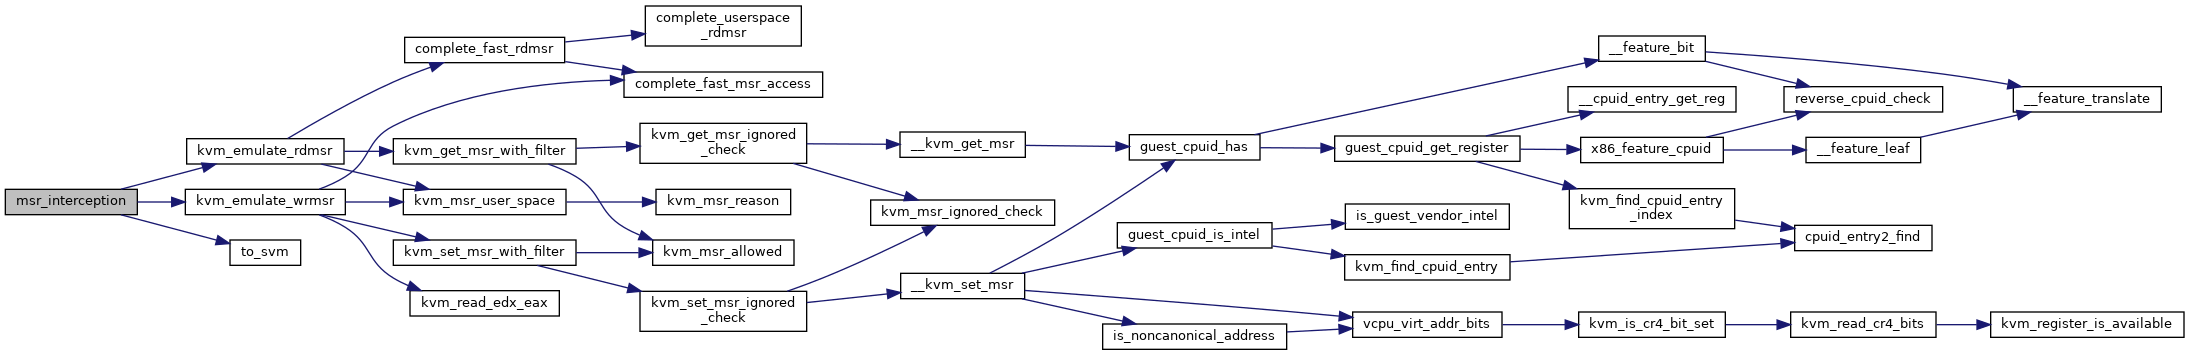 msr_interception
kvm_emulate_rdmsr
kvm_emulate_wrmsr
to_svm
complete_fast_rdmsr
kvm_get_msr_with_filter
kvm_msr_user_space
kvm_set_msr_with_filter
kvm_read_edx_eax
complete_userspace
_rdmsr
complete_fast_msr_access
kvm_get_msr_ignored
_check
kvm_msr_reason
kvm_msr_allowed
kvm_set_msr_ignored
_check
__kvm_get_msr
kvm_msr_ignored_check
__kvm_set_msr
guest_cpuid_has
guest_cpuid_is_intel
is_noncanonical_address
guest_cpuid_get_register
is_guest_vendor_intel
kvm_find_cpuid_entry
vcpu_virt_addr_bits
__feature_bit
__cpuid_entry_get_reg
x86_feature_cpuid
kvm_find_cpuid_entry
_index
kvm_is_cr4_bit_set
reverse_cpuid_check
__feature_leaf
cpuid_entry2_find
kvm_read_cr4_bits
__feature_translate
kvm_register_is_available